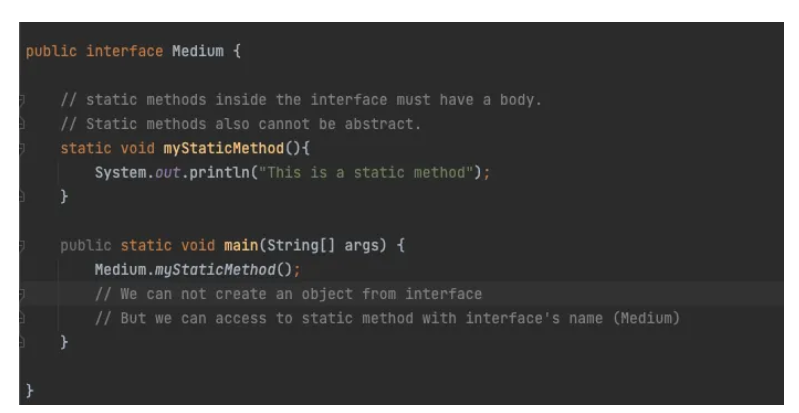 public interface Medium {
// static methods inside the interface must have a body.
// Static methods also cannot be abstract.
static void myStaticMethod(){
System.out.println("This is a static method");
}
public static void main(String[] args) {
Medium.myStaticMethod();
// We can not create an object from interface
// But we can access to static method with interface's name (Medium)
}
}